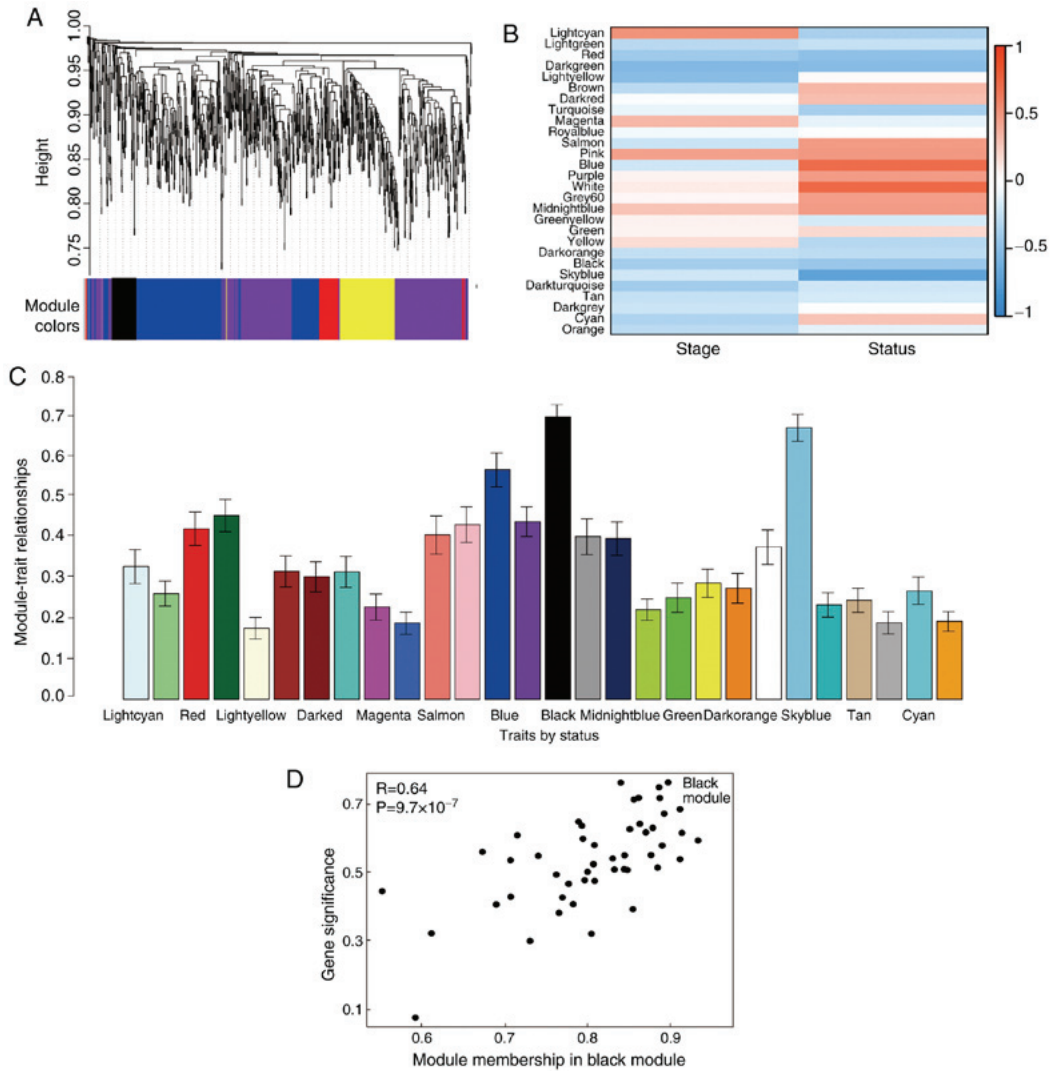 A
1.00
0.95
0.90
0.85
0.80
0.75
Height
Module
colors
B
Lightcyan
Lightgreen
Red
Darkgreen
Lightyellow
Brown
Darkred
Turquoise
Magenta
Royalblue
Salmon
Pink
Blue
Purple
White
Grey60
Midnightblue
Greenyellow
Green
Yellow
Darkorange
Black
Skyblue
Darkturquoise
Tan
Darkgrey
Cyan
Orange
Stage Status
1
0.5
0
−0.5
−1
C
0.8
0.7
0.6
0.5
0.4
0.3
0.2
0.1
0.0
Module-trait relationships
Lightcyan Red Lightyellow Darked Magenta Salmon Blue Black Midnightblue Green Darkorange Skyblue Tan Cyan
Traits by status
D
R=0.64
P=9.7×10⁻⁷
Black
module
0.7
0.5
0.3
0.1
Gene significance
0.6 0.7 0.8 0.9
Module membership in black module